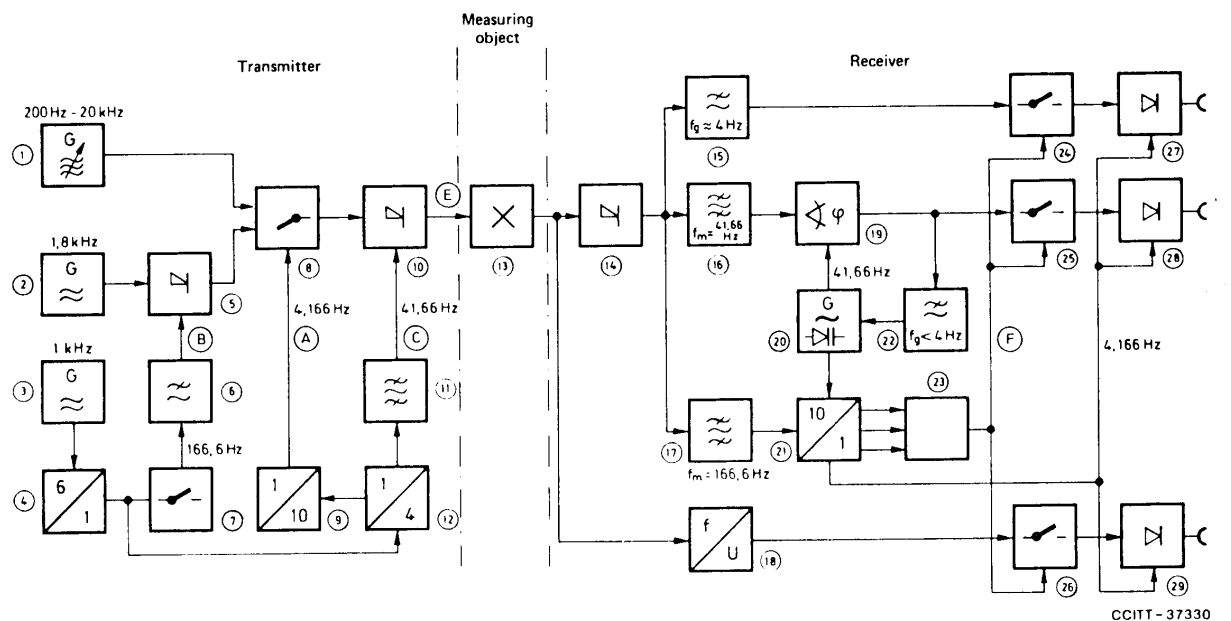 Measuring
object
Transmitter
Receiver
200 Hz - 20 kHz
G
1
1,8 kHz
G
2
5
1 kHz
G
3
B
6
166,6 Hz
6
1
4
7
8
4,166 Hz
A
1
10
9
10
41,66 Hz
C
11
1
4
12
E
13
14
fg ≈ 4 Hz
15
fm = 41,66
Hz
16
φ
19
41,66 Hz
G
20
fg < 4 Hz
22
17
fm = 166,6 Hz
10
1
21
23
f
U
18
24
25
F
4,166 Hz
26
27
28
29
CCITT - 37330